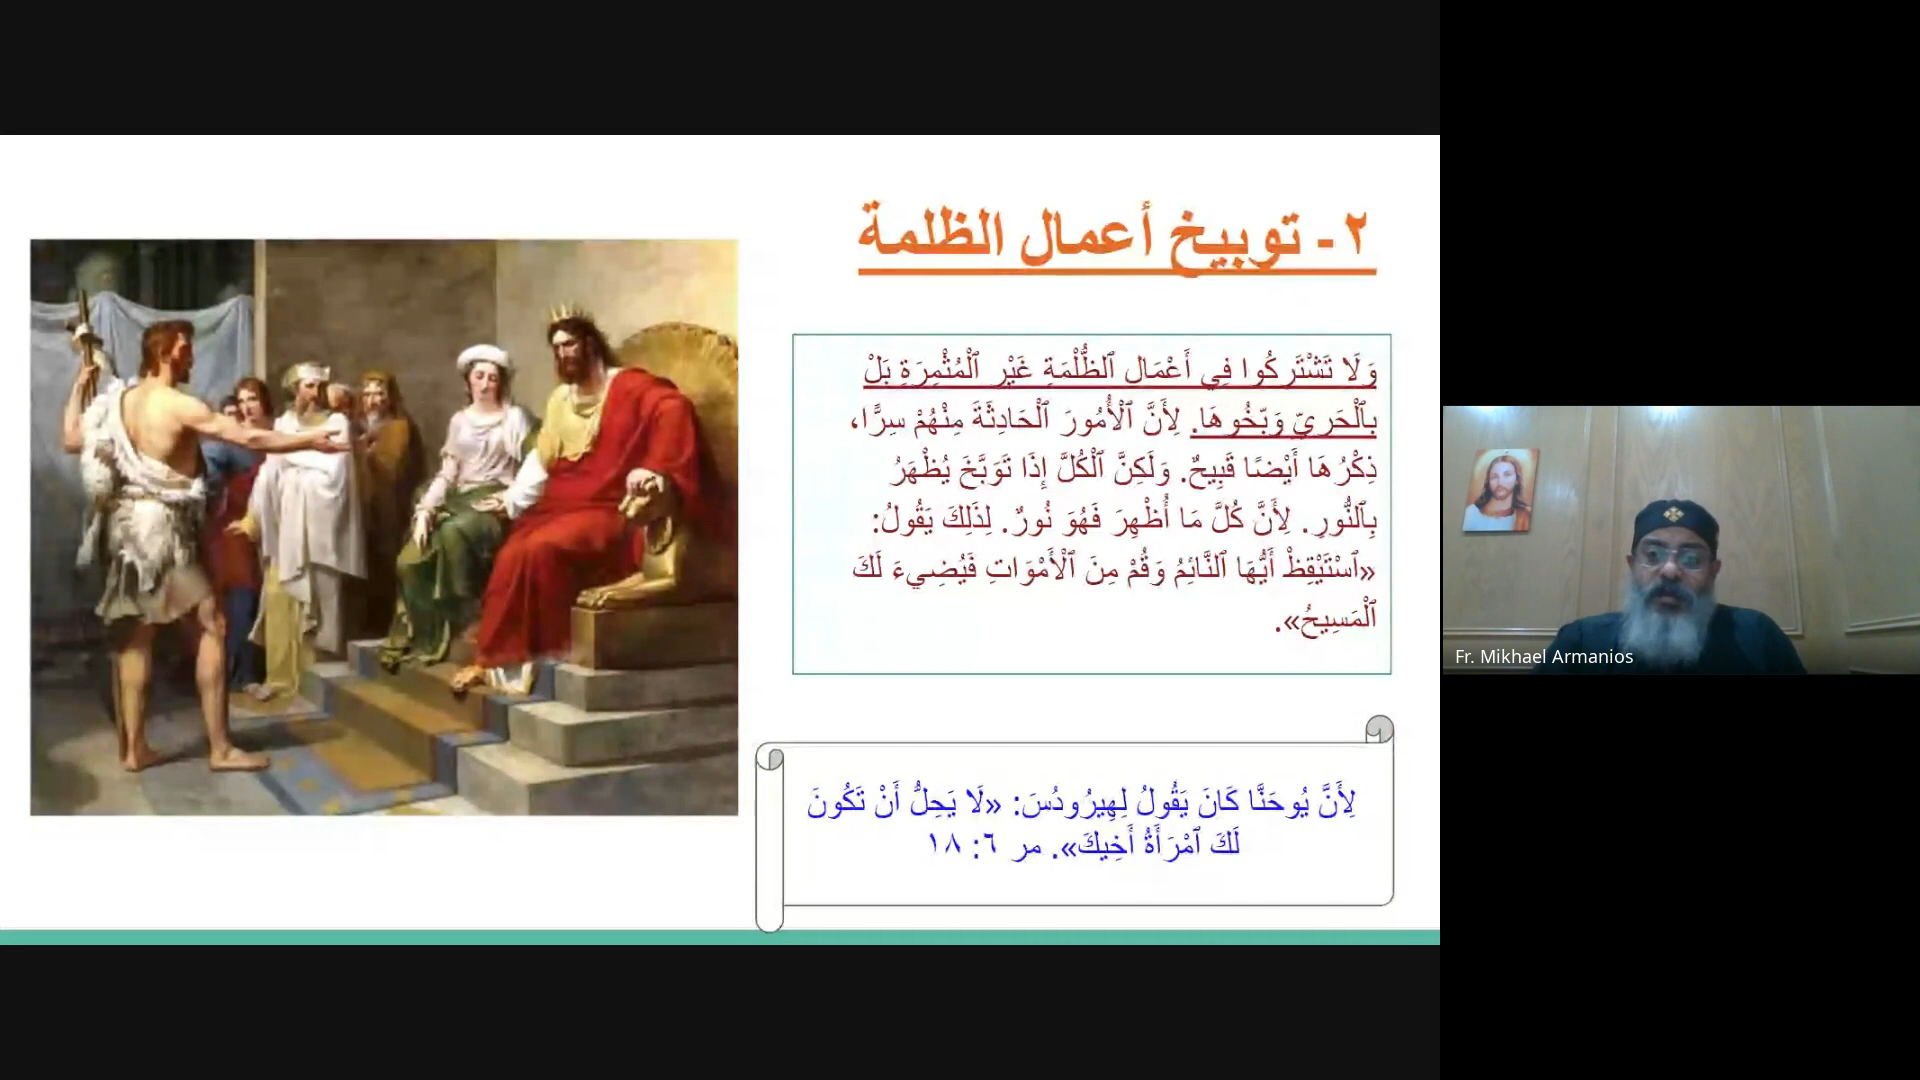 ٢ - توبيخ أعمال الظلمة
وَلَا تَشْتَرِكُوا فِي أَعْمَالِ ٱلظُّلْمَةِ غَيْرِ ٱلْمُثْمِرَةِ بَلْ
بِٱلْحَرِيِّ وَبِّخُوهَا. لِأَنَّ ٱلْأُمُورَ ٱلْحَادِثَةَ مِنْهُمْ سِرًّا،
ذِكْرُهَا أَيْضًا قَبِيحٌ. وَلَكِنَّ ٱلْكُلَّ إِذَا تَوَبَّخَ يُظْهَرُ
بِٱلنُّورِ. لِأَنَّ كُلَّ مَا أُظْهِرَ فَهُوَ نُورٌ. لِذَلِكَ يَقُولُ:
«ٱسْتَيْقِظْ أَيُّهَا ٱلنَّائِمُ وَقُمْ مِنَ ٱلْأَمْوَاتِ فَيُضِيءَ لَكَ
ٱلْمَسِيحُ».
لِأَنَّ يُوحَنَّا كَانَ يَقُولُ لِهِيرُودُسَ: «لَا يَحِلُّ أَنْ تَكُونَ
لَكَ ٱمْرَأَةُ أَخِيكَ». مر ٦: ١٨
Fr. Mikhael Armanios